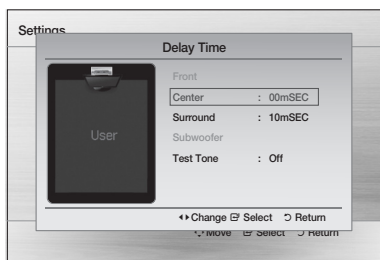 Settings
Delay Time
Front
Center : 00mSEC
Surround : 10mSEC
Subwoofer
Test Tone : Off
User
Change Select Return
Move Select Return